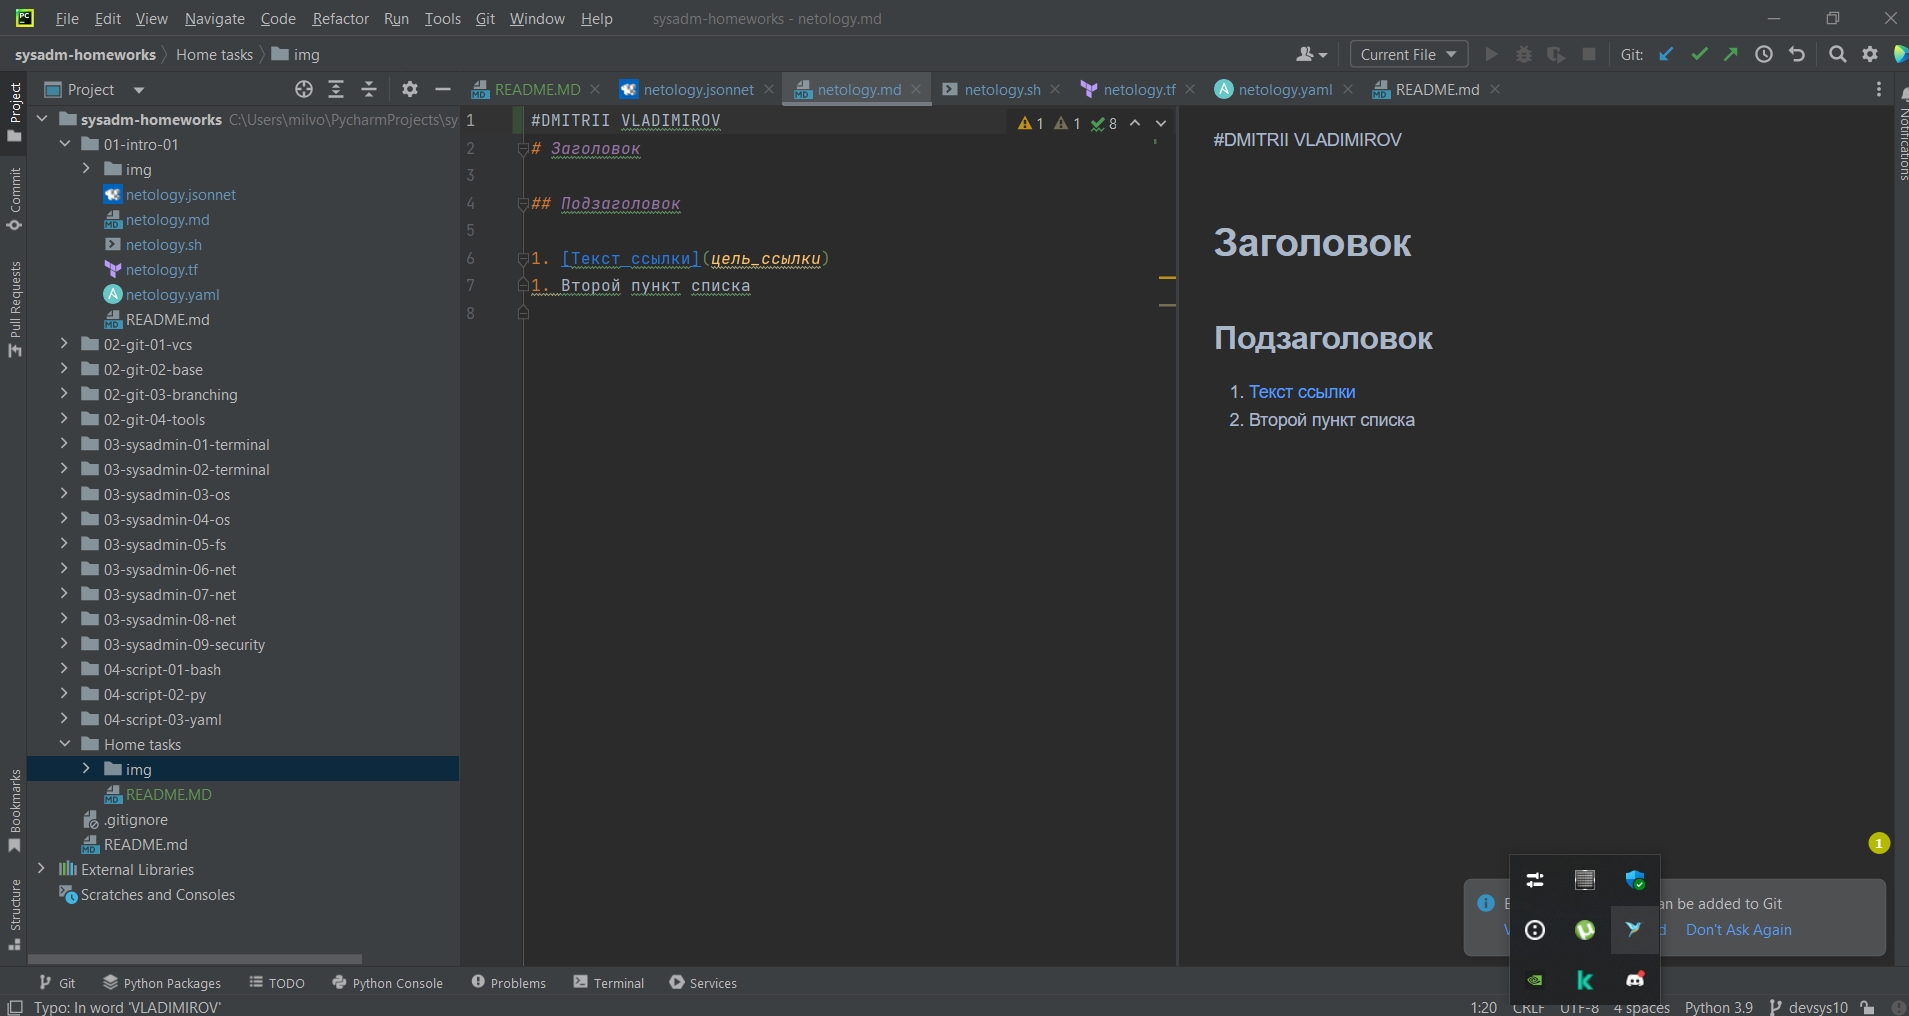 File Edit View Navigate Code Refactor Run Tools Git Window Help sysadm-homeworks - netology.md
sysadm-homeworks Home tasks img Current File Git:
Project README.MD netology.jsonnet netology.md netology.sh netology.tf netology.yaml README.md
Project
Commit
Pull Requests
Bookmarks
Structure
Notifications
sysadm-homeworks C:\Users\milvo\PycharmProjects\sy
01-intro-01
img
netology.jsonnet
netology.md
netology.sh
netology.tf
netology.yaml
README.md
02-git-01-vcs
02-git-02-base
02-git-03-branching
02-git-04-tools
03-sysadmin-01-terminal
03-sysadmin-02-terminal
03-sysadmin-03-os
03-sysadmin-04-os
03-sysadmin-05-fs
03-sysadmin-06-net
03-sysadmin-07-net
03-sysadmin-08-net
03-sysadmin-09-security
04-script-01-bash
04-script-02-py
04-script-03-yaml
Home tasks
img
README.MD
.gitignore
README.md
External Libraries
Scratches and Consoles
1 #DMITRII VLADIMIROV 1 1 8
2 # Заголовок
3
4 ## Подзаголовок
5
6 1. [Текст ссылки](цель_ссылки)
7 1. Второй пункт списка
8
#DMITRII VLADIMIROV
Заголовок
Подзаголовок
1. Текст ссылки
2. Второй пункт списка
1
an be added to Git
Don't Ask Again
Git Python Packages TODO Python Console Problems Terminal Services
Typo: In word 'VLADIMIROV' 1:20 CRLF UTF-8 4 spaces Python 3.9 devsys10